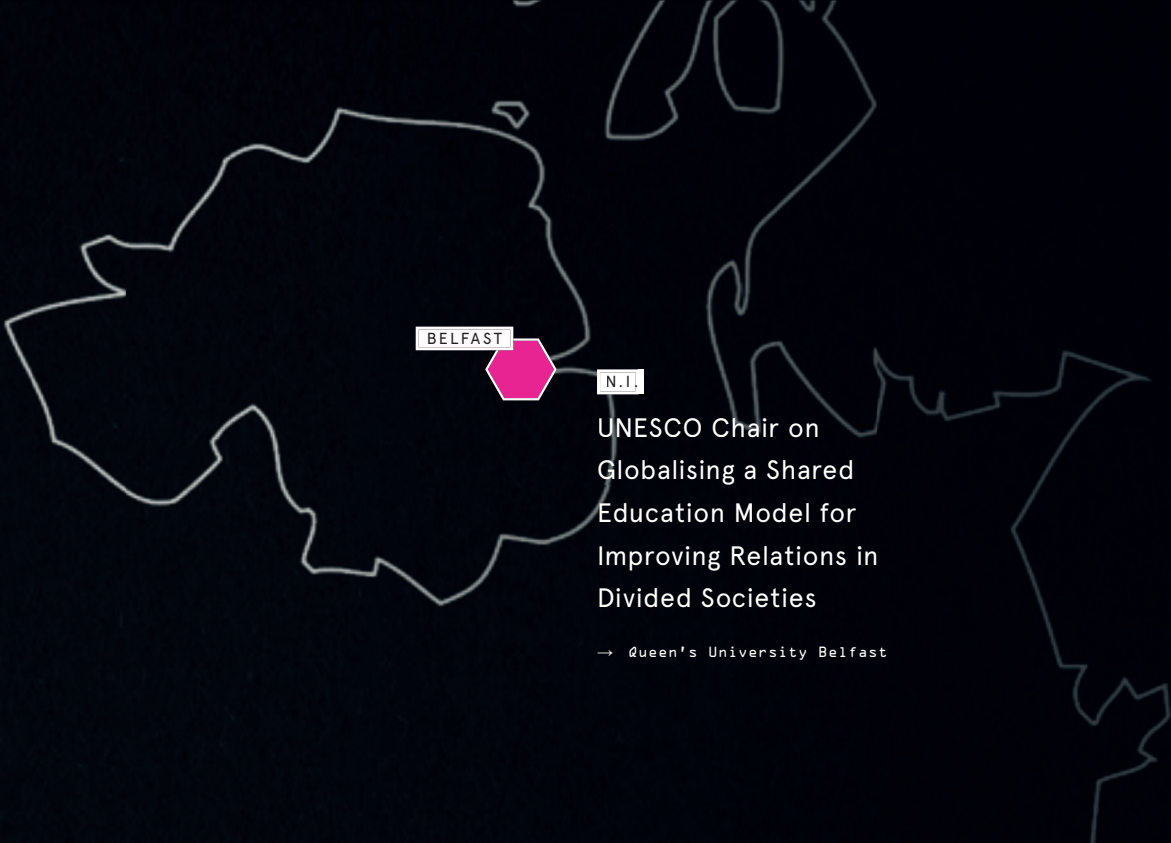 BELFAST
N.I.
UNESCO Chair on
Globalising a Shared
Education Model for
Improving Relations in
Divided Societies
→ Queen's University Belfast